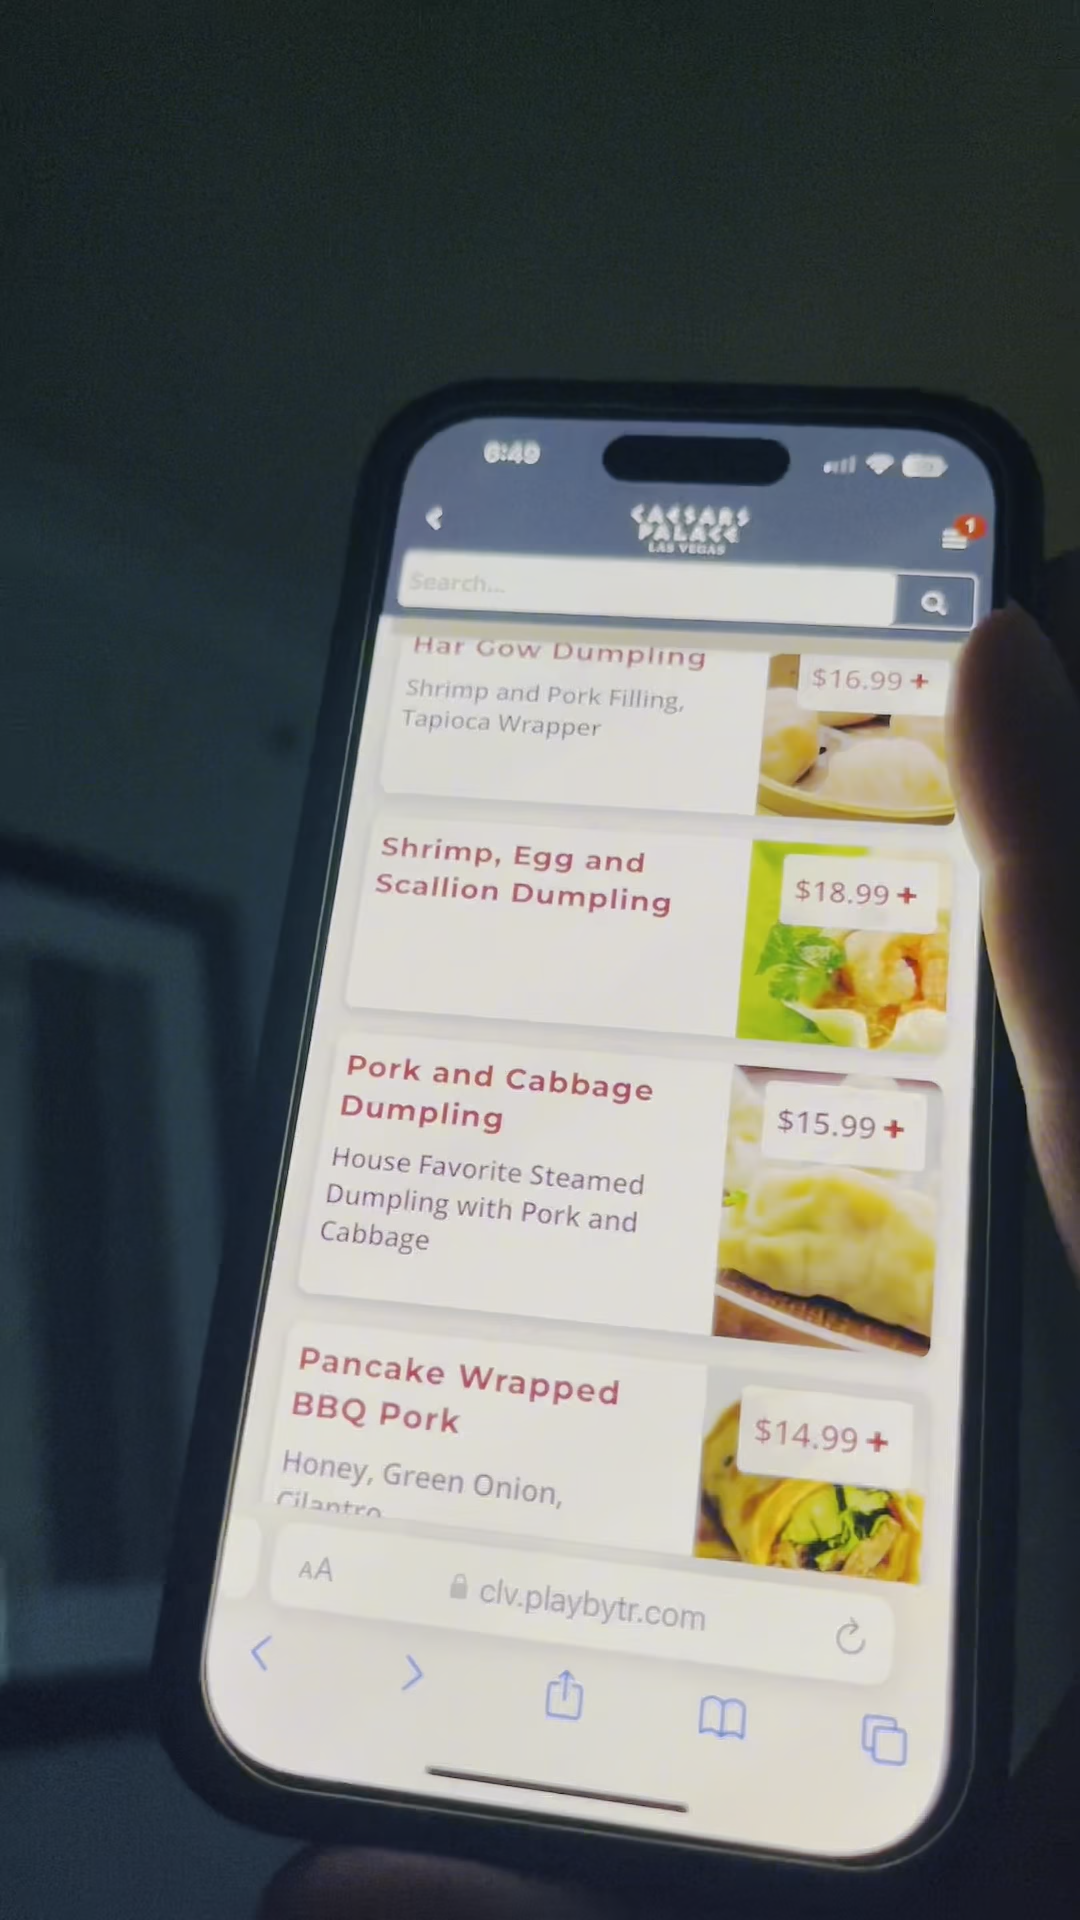 6:49
CAESARS
PALACE
LAS VEGAS
1
Search...
Har Gow Dumpling
$16.99 +
Shrimp and Pork Filling,
Tapioca Wrapper
Shrimp, Egg and
Scallion Dumpling
$18.99 +
Pork and Cabbage
Dumpling
$15.99 +
House Favorite Steamed
Dumpling with Pork and
Cabbage
Pancake Wrapped
BBQ Pork
$14.99 +
Honey, Green Onion,
Cilantro
AA
clv.playbytr.com